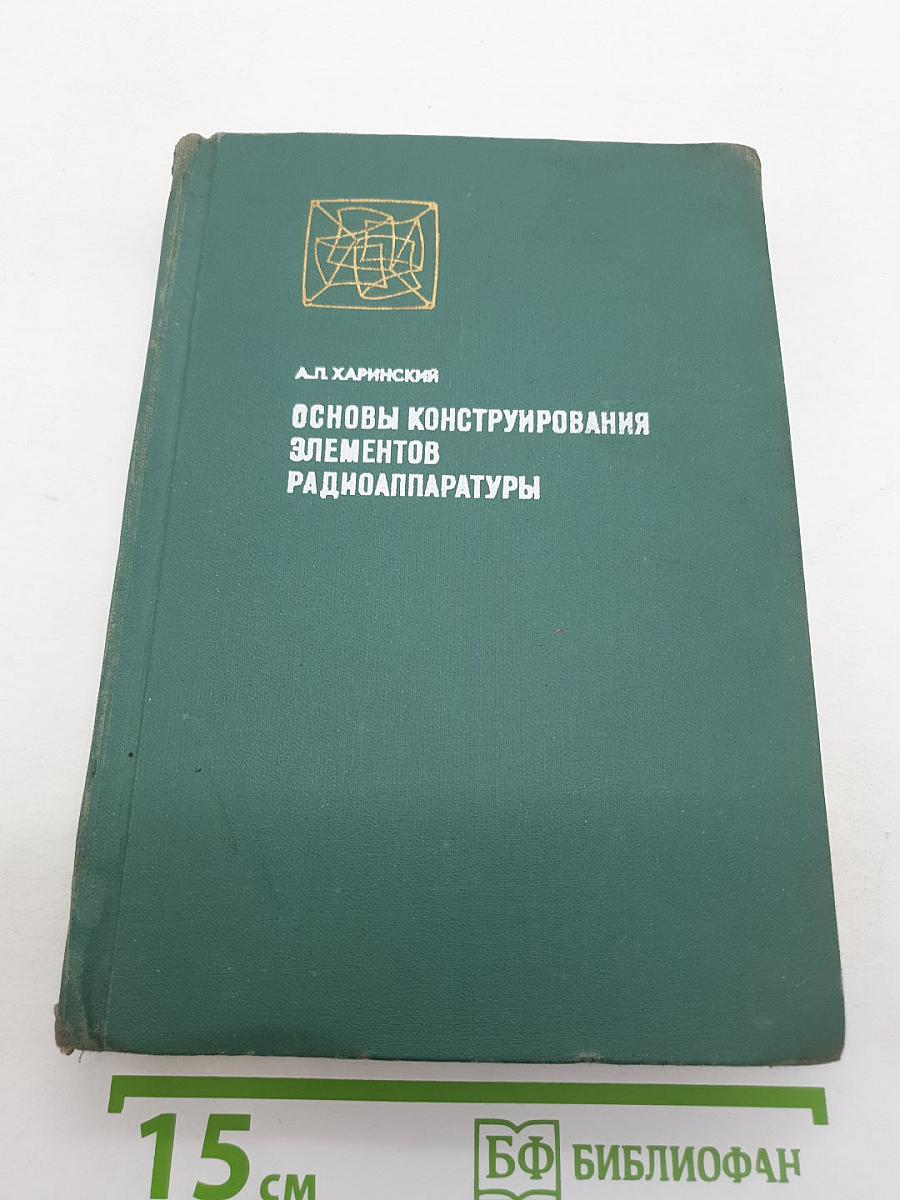 А.Л. ХАРИНСКИЙ
ОСНОВЫ КОНСТРУИРОВАНИЯ
ЭЛЕМЕНТОВ
РАДИОАППАРАТУРЫ
15 см
БФ БИБЛИОФАН